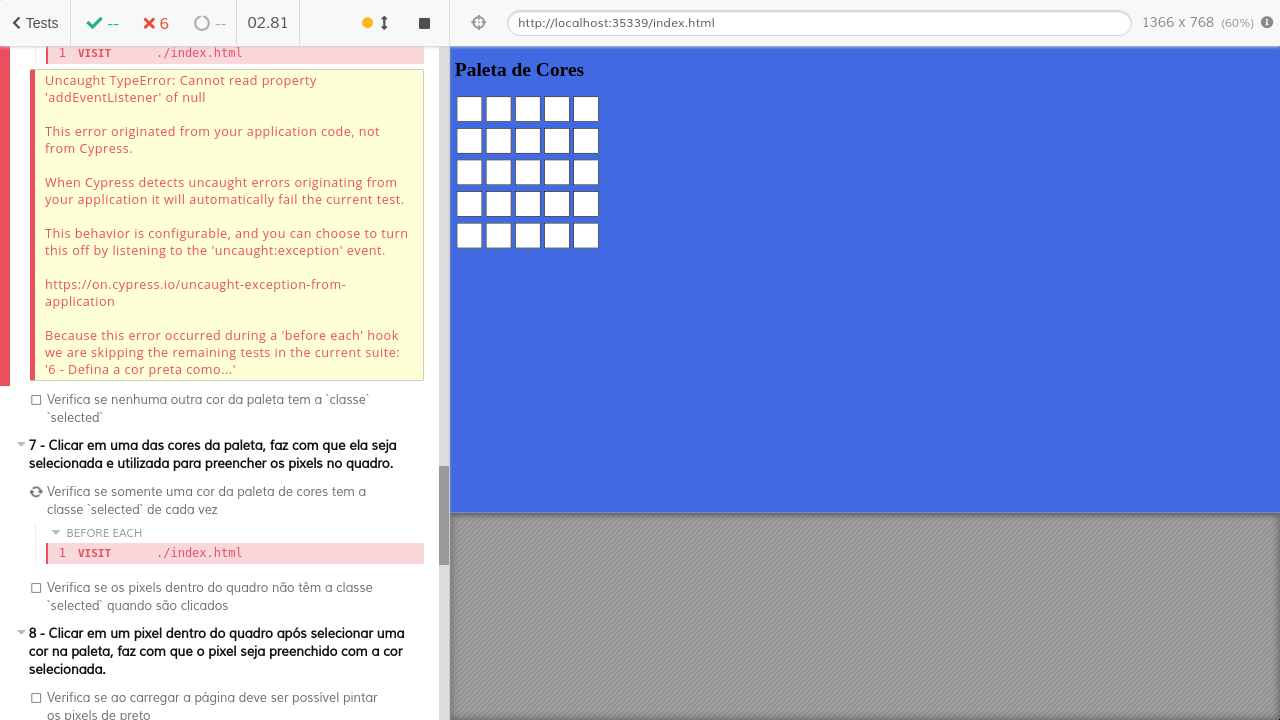 Tests
--
6
--
02.81
http://localhost:35339/index.html
1366 x 768 (60%)
1 VISIT ./index.html
Uncaught TypeError: Cannot read property
'addEventListener' of null
This error originated from your application code, not
from Cypress.
When Cypress detects uncaught errors originating from
your application it will automatically fail the current test.
This behavior is configurable, and you can choose to turn
this off by listening to the 'uncaught:exception' event.
https://on.cypress.io/uncaught-exception-from-
application
Because this error occurred during a 'before each' hook
we are skipping the remaining tests in the current suite:
'6 - Defina a cor preta como...'
Verifica se nenhuma outra cor da paleta tem a `classe`
`selected`
7 - Clicar em uma das cores da paleta, faz com que ela seja
selecionada e utilizada para preencher os pixels no quadro.
Verifica se somente uma cor da paleta de cores tem a
classe `selected` de cada vez
BEFORE EACH
1 VISIT ./index.html
Verifica se os pixels dentro do quadro não têm a classe
`selected` quando são clicados
8 - Clicar em um pixel dentro do quadro após selecionar uma
cor na paleta, faz com que o pixel seja preenchido com a cor
selecionada.
Verifica se ao carregar a página deve ser possível pintar
os pixels de preto
Paleta de Cores